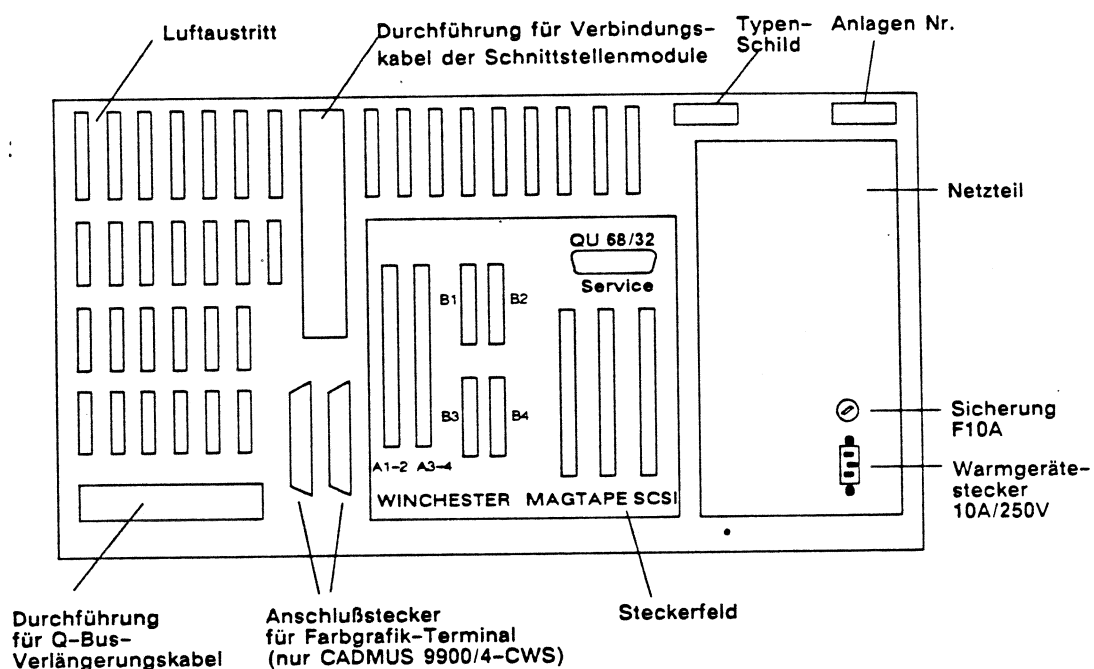 Luftaustritt
Durchführung für Verbindungs-
kabel der Schnittstellenmodule
Typen-
Schild
Anlagen Nr.
Netzteil
QU 68/32
Service
B1
B2
B3
B4
A1-2
A3-4
WINCHESTER
MAGTAPE SCSI
Sicherung
F10A
Warmgeräte-
stecker
10A/250V
Durchführung
für Q-Bus-
Verlängerungskabel
Anschlußstecker
für Farbgrafik-Terminal
(nur CADMUS 9900/4-CWS)
Steckerfeld